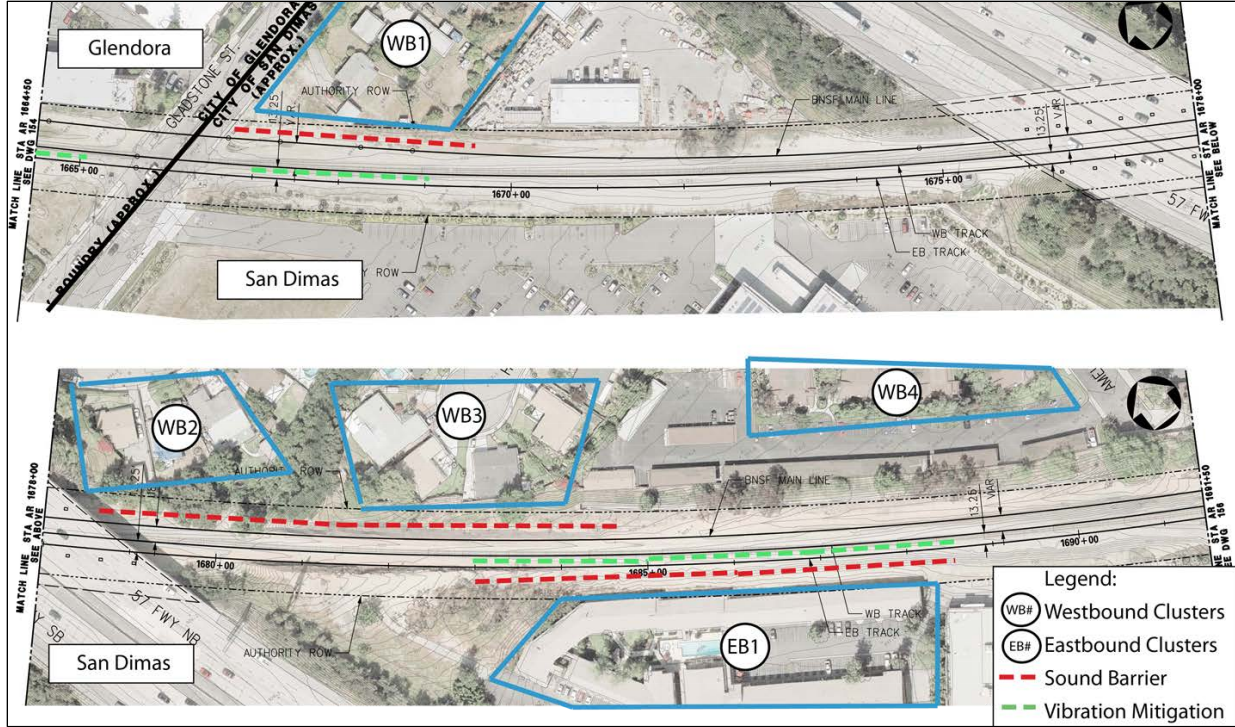 Glendora
GLADSTONE ST.
CITY OF GLENDORA
CITY OF SAN DIMAS
(APPROX.)
WB1
AUTHORITY ROW
13.25
BNSF MAIN LINE
13.25
VAR
MATCH LINE STA AR 1664+50
SEE DWG 154
1665+00
1670+00
1675+00
MATCH LINE STA AR 1678+00
SEE BELOW
57 FW
WB TRACK
EB TRACK
BOUNDRY (APPROX.)
San Dimas
ROW
WB2
WB3
WB4
AUTHORITY ROW
BNSF MAIN LINE
13.25
VAR
MATCH LINE STA AR 1678+00
SEE ABOVE
1680+00
1685+00
1690+00
STA AR 1691+50
SEE DWG 156
57 FWY NB
AUTHORITY ROW
WB TRACK
EB TRACK
EB1
San Dimas
Legend:
WB# Westbound Clusters
EB# Eastbound Clusters
Sound Barrier
Vibration Mitigation